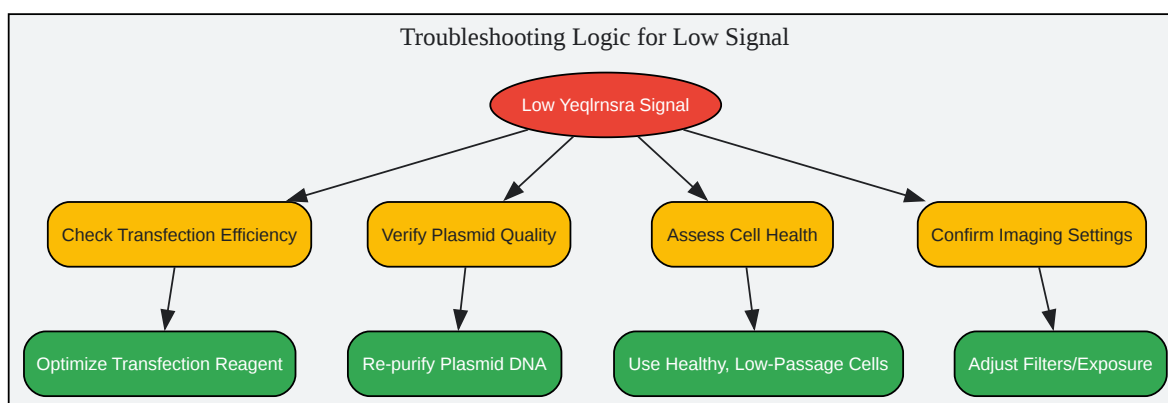 Troubleshooting Logic for Low Signal
Low Yeqlrnsra Signal
Check Transfection Efficiency
Verify Plasmid Quality
Assess Cell Health
Confirm Imaging Settings
Optimize Transfection Reagent
Re-purify Plasmid DNA
Use Healthy, Low-Passage Cells
Adjust Filters/Exposure